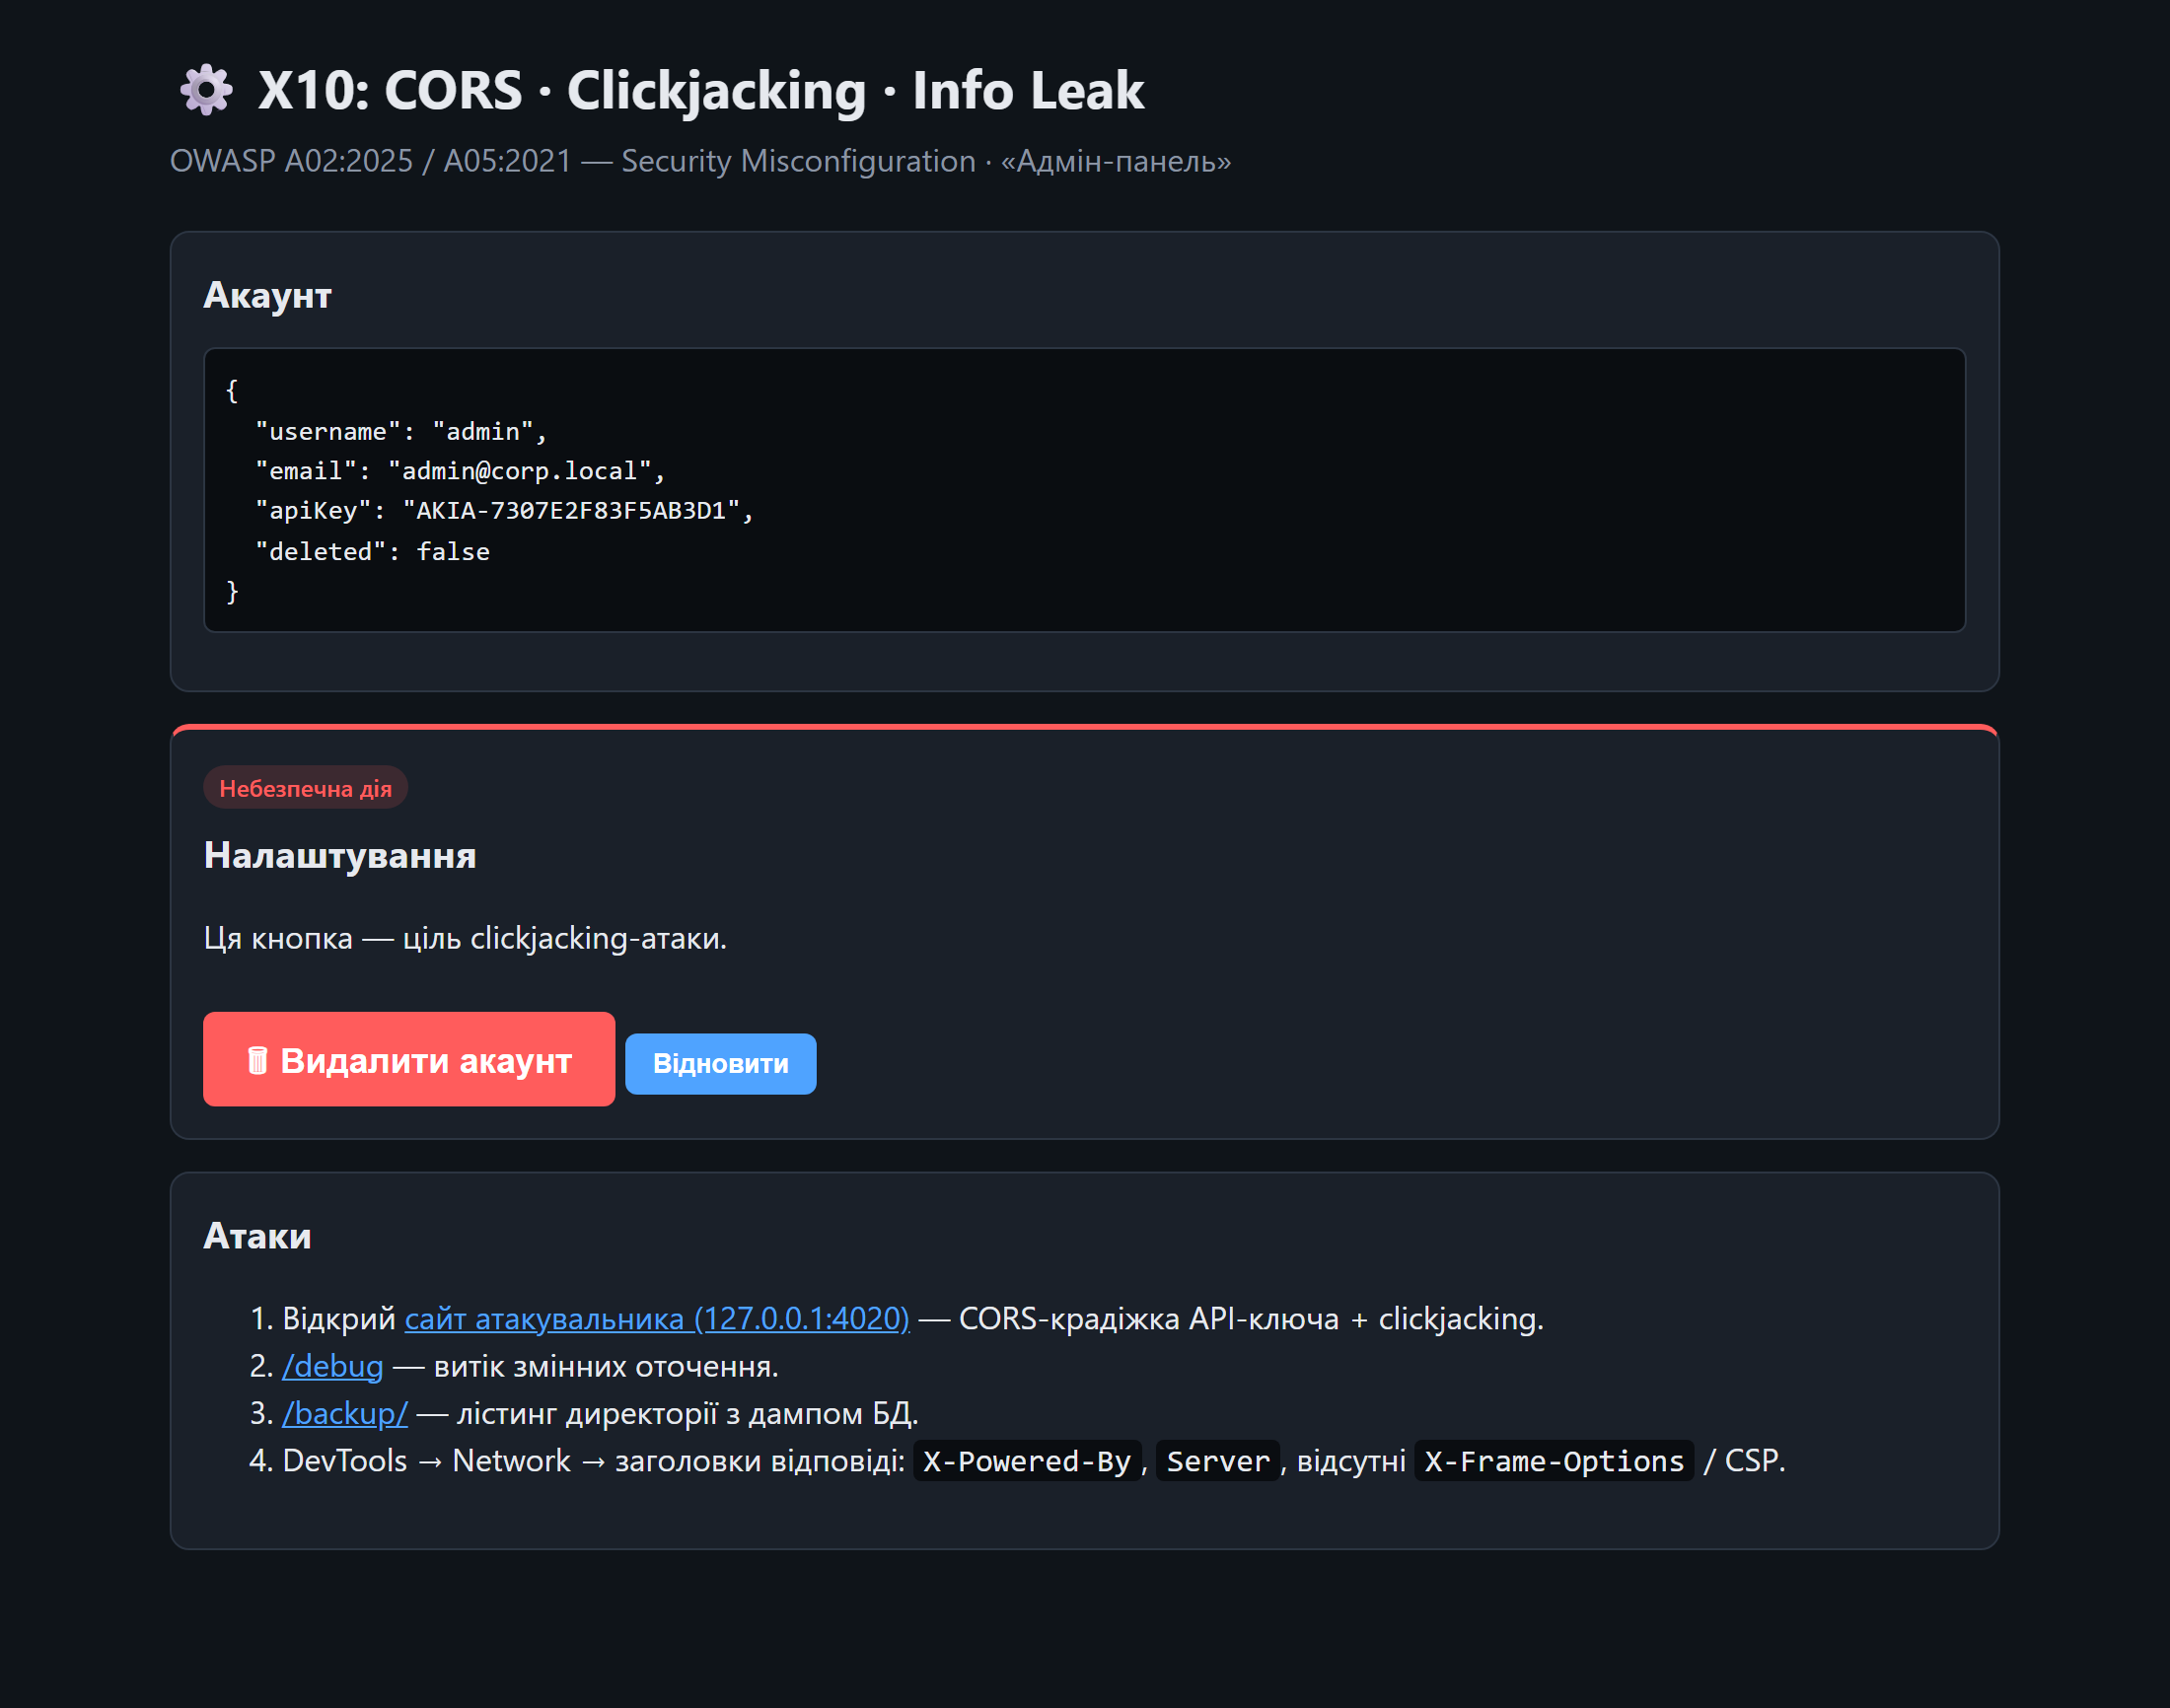 X10: CORS · Clickjacking · Info Leak
OWASP A02:2025 / A05:2021 — Security Misconfiguration · «Адмін-панель»
Акаунт
{
  "username": "admin",
  "email": "admin@corp.local",
  "apiKey": "AKIA-7307E2F83F5AB3D1",
  "deleted": false
}
Небезпечна дія
Налаштування
Ця кнопка — ціль clickjacking-атаки.
Видалити акаунт
Відновити
Атаки
1. Відкрий сайт атакувальника (127.0.0.1:4020) — CORS-крадіжка API-ключа + clickjacking.
2. /debug — витік змінних оточення.
3. /backup/ — лістинг директорії з дампом БД.
4. DevTools → Network → заголовки відповіді: X-Powered-By, Server, відсутні X-Frame-Options / CSP.